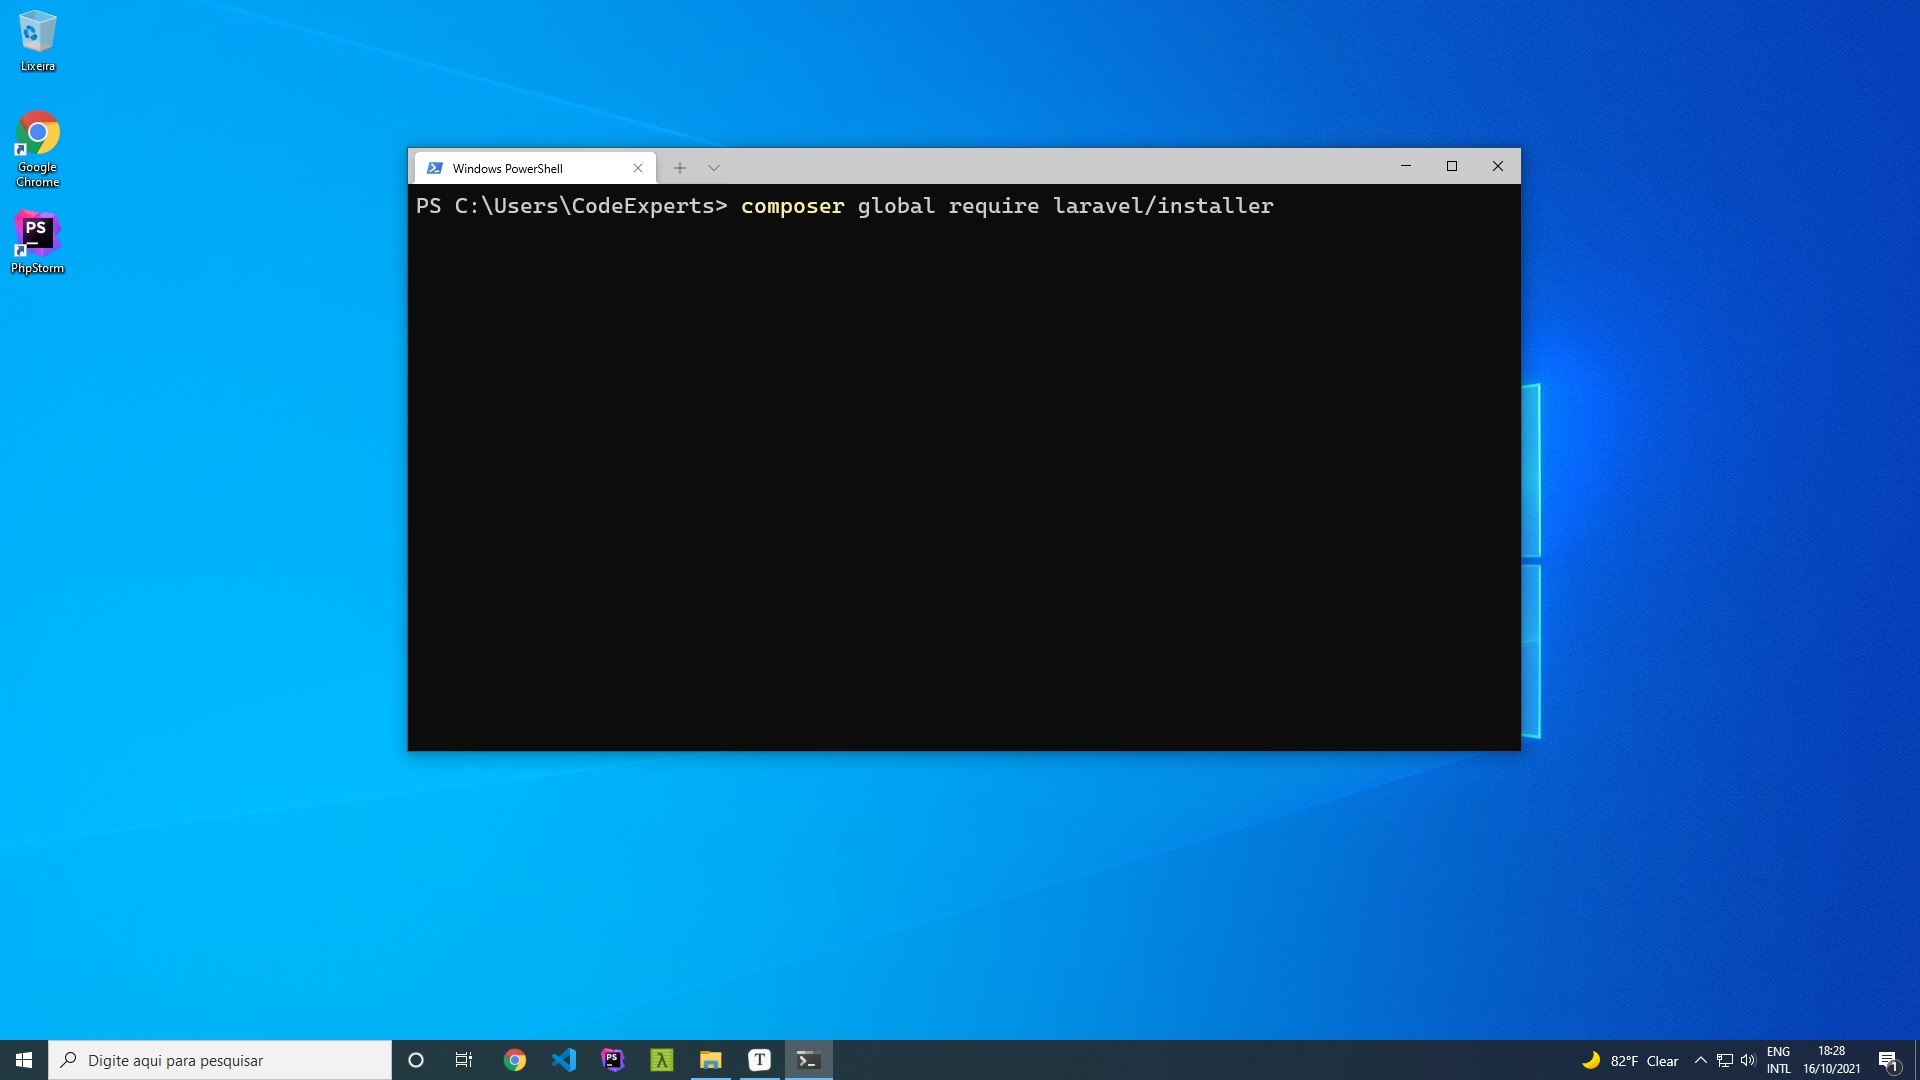 Lixeira
Google
Chrome
PS
PhpStorm
Windows PowerShell
PS C:\Users\CodeExperts> composer global require laravel/installer
Digite aqui para pesquisar
PS
λ
T
82°F Clear
ENG
INTL
18:28
16/10/2021
1